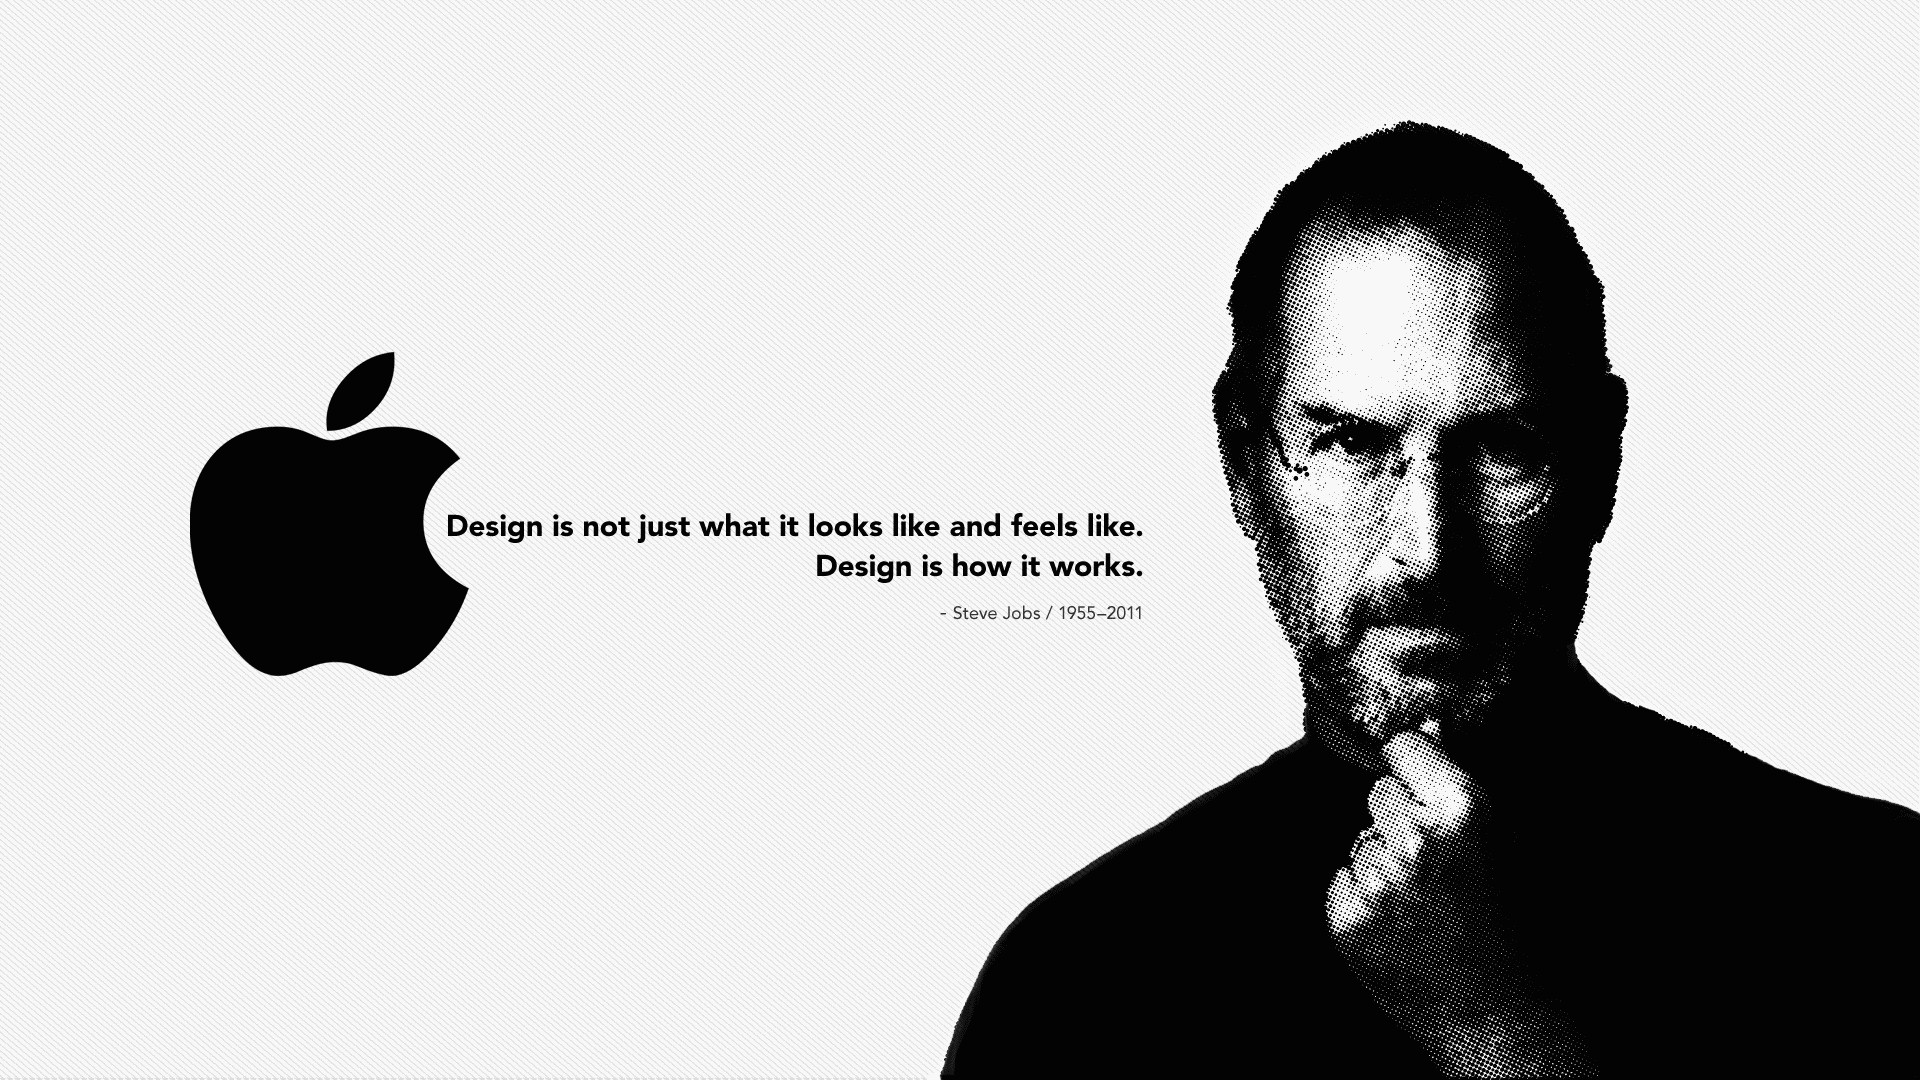 Design is not just what it looks like and feels like.
Design is how it works.
- Steve Jobs / 1955–2011